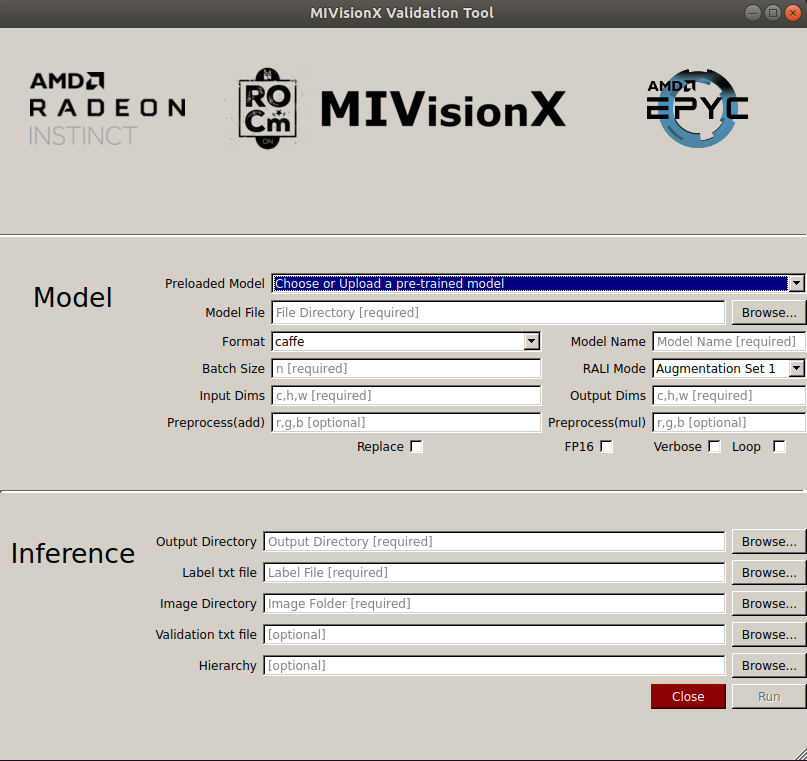 MIVisionX Validation Tool
AMD
RADEON
INSTINCT
ROCm
ON
MIVisionX
AMD
EPYC
Model
Preloaded Model Choose or Upload a pre-trained model
Model File File Directory [required] Browse...
Format caffe Model Name Model Name [required]
Batch Size n [required] RALI Mode Augmentation Set 1
Input Dims c,h,w [required] Output Dims c,h,w [required]
Preprocess(add) r,g,b [optional] Preprocess(mul) r,g,b [optional]
Replace FP16 Verbose Loop
Inference
Output Directory Output Directory [required] Browse...
Label txt file Label File [required] Browse...
Image Directory Image Folder [required] Browse...
Validation txt file [optional] Browse...
Hierarchy [optional] Browse...
Close Run